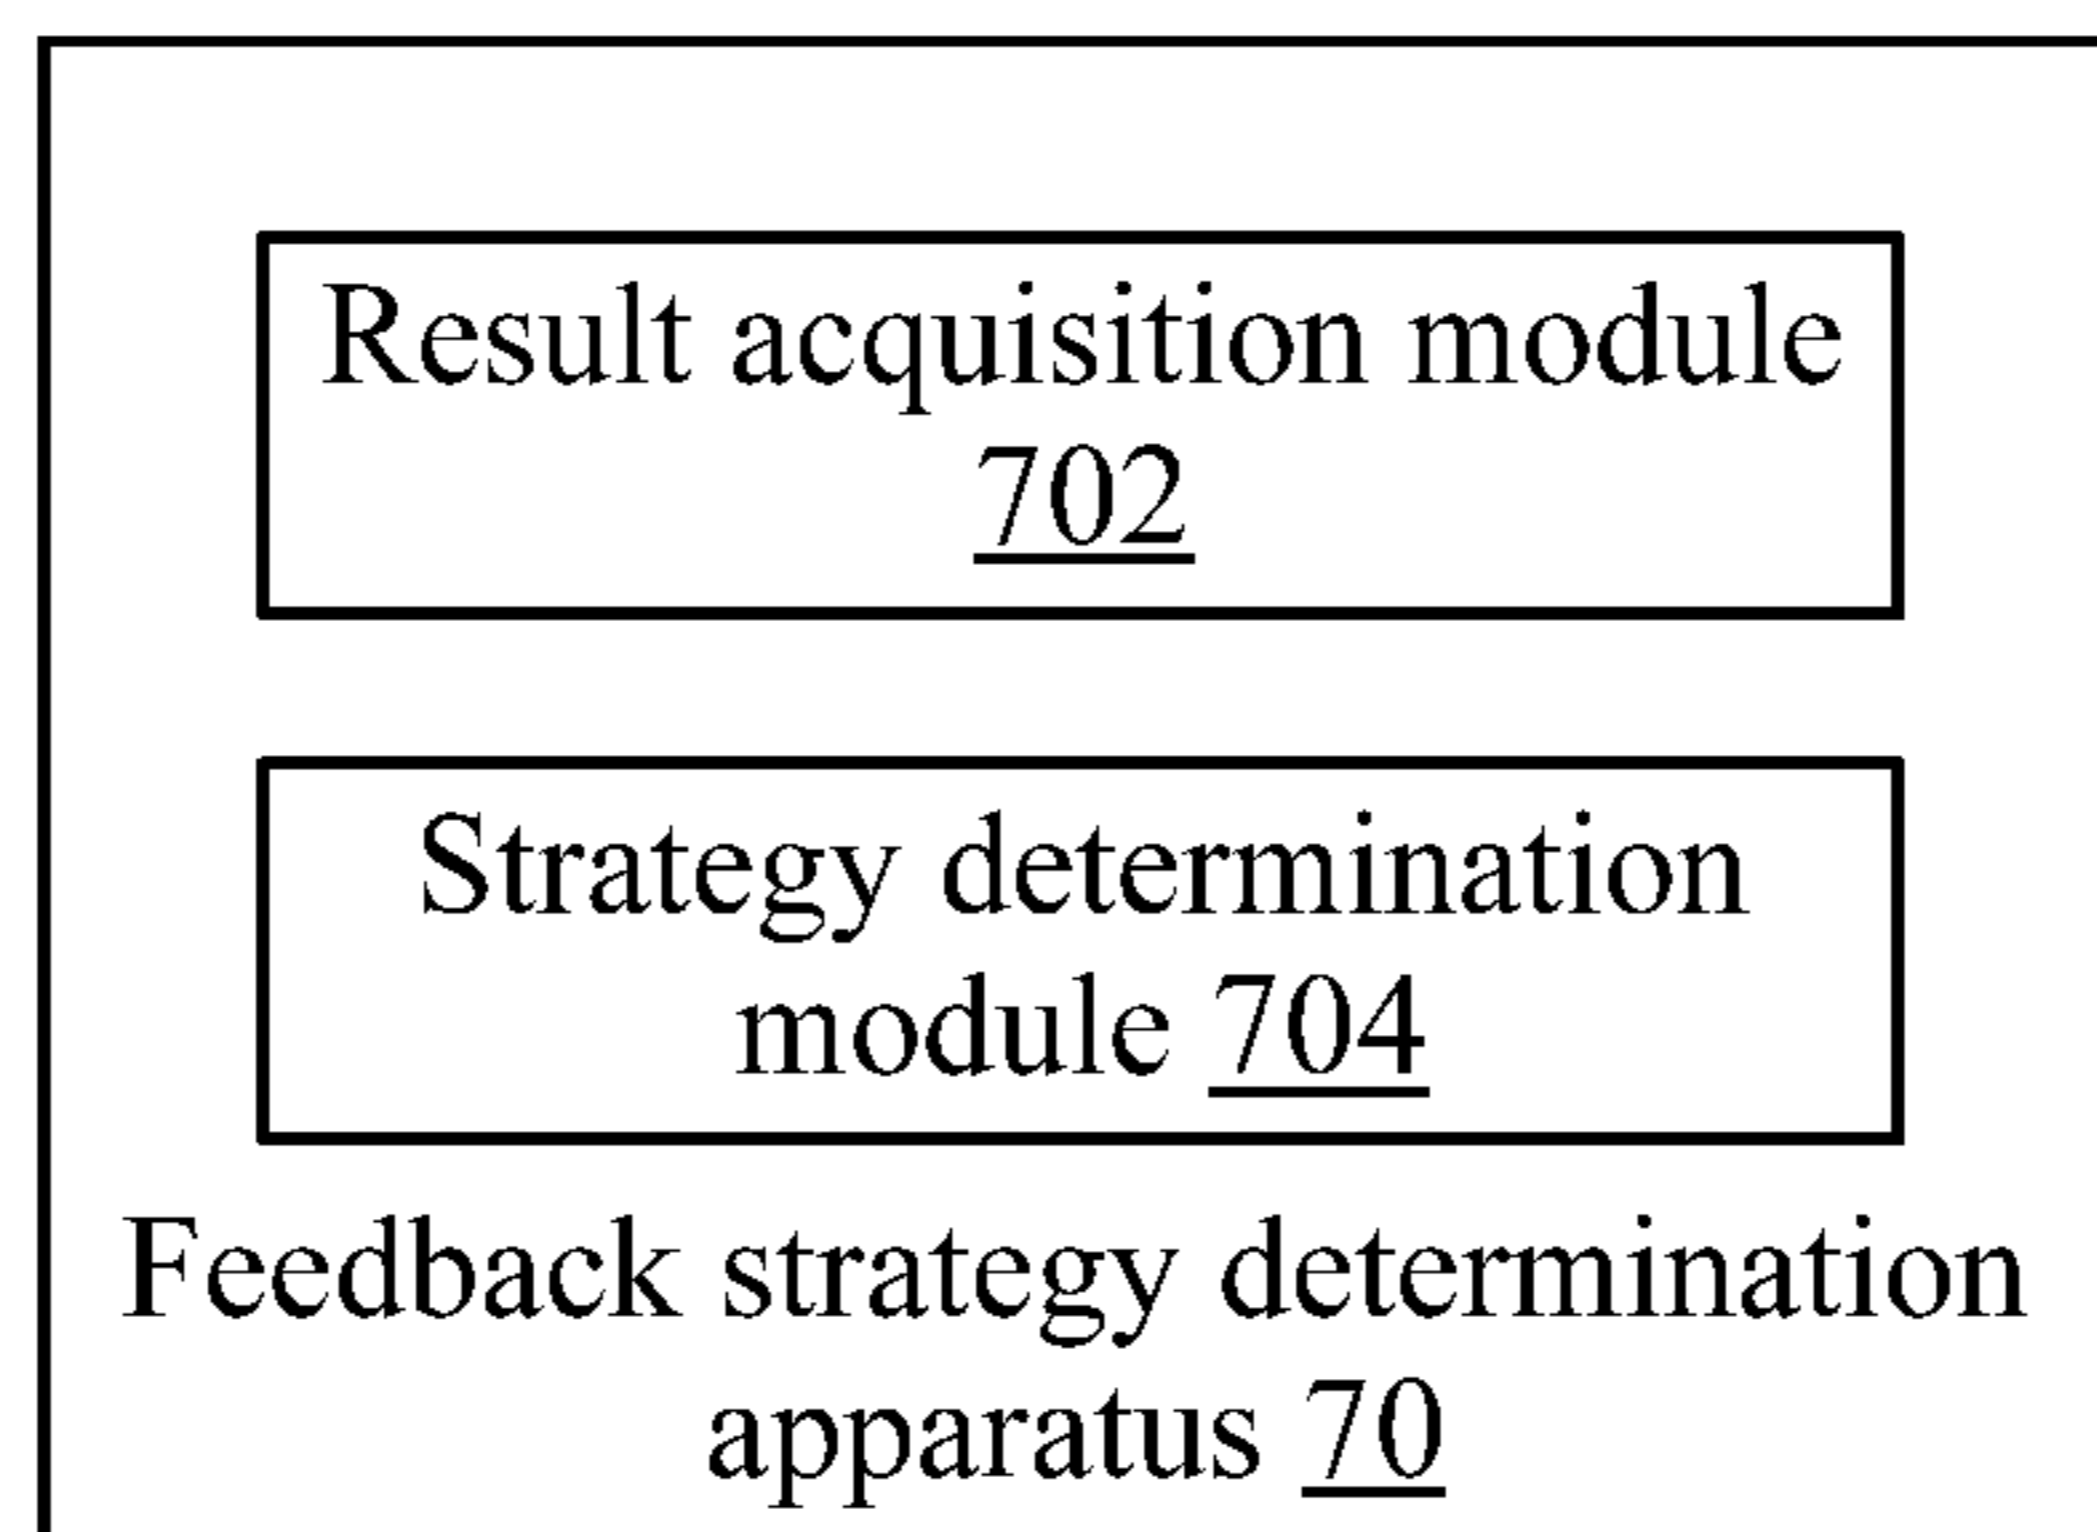 Result acquisition module
702
Strategy determination
module 704
Feedback strategy determination
apparatus 70